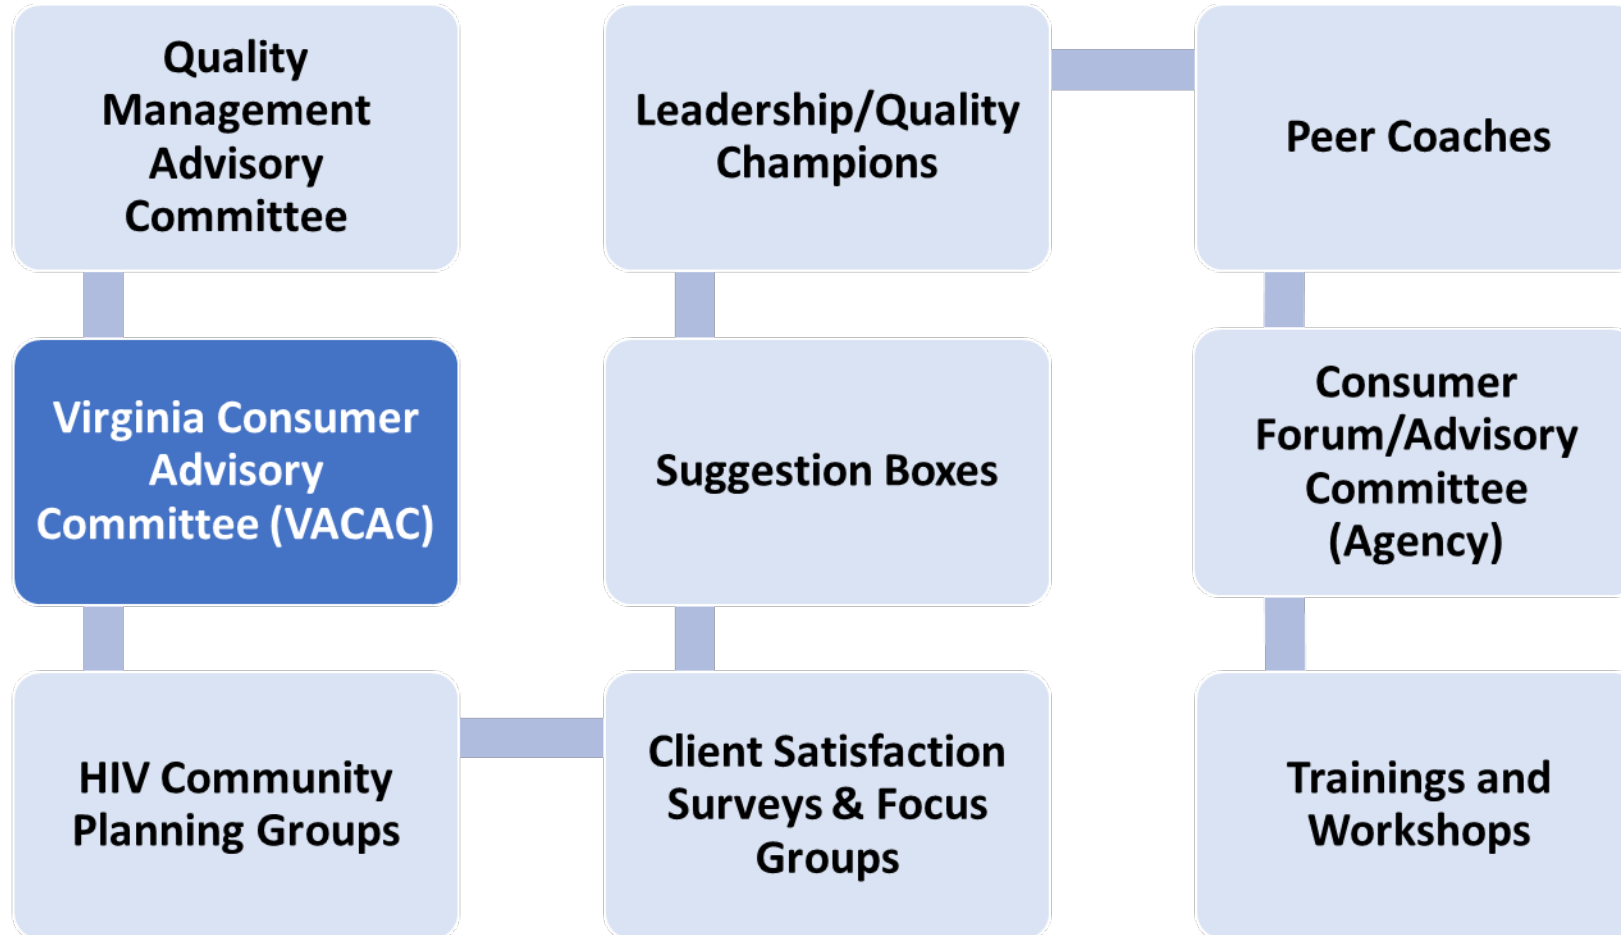 Quality
Management
Advisory
Committee
Virginia Consumer
Advisory
Committee (VACAC)
HIV Community
Planning Groups
Client Satisfaction
Surveys & Focus
Groups
Suggestion Boxes
Leadership/Quality
Champions
Peer Coaches
Consumer
Forum/Advisory
Committee
(Agency)
Trainings and
Workshops